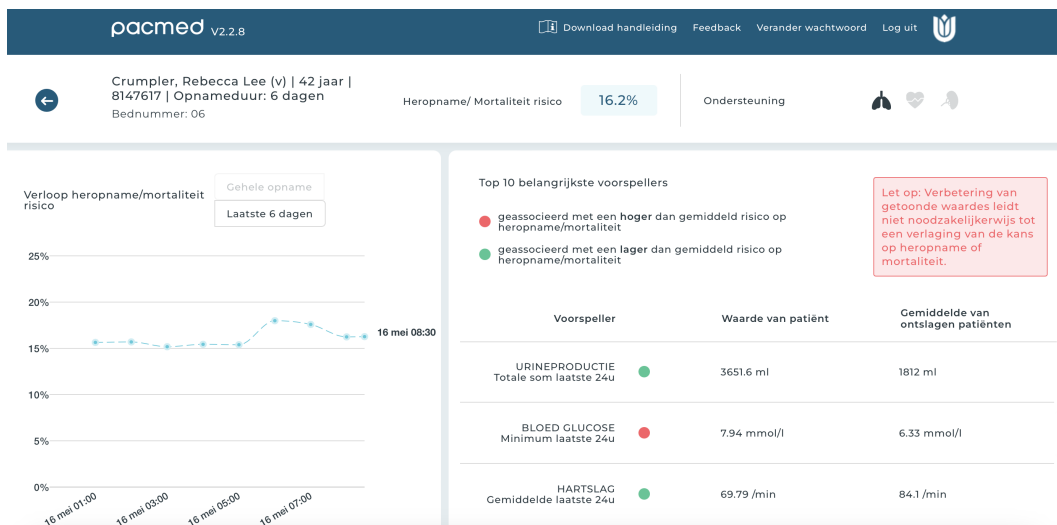 pacmed V2.2.8
Download handleiding Feedback Verander wachtwoord Log uit
Crumpler, Rebecca Lee (v) | 42 jaar |
8147617 | Opnameduur: 6 dagen
Bednummer: 06
Heropname/ Mortaliteit risico 16.2%
Ondersteuning
Verloop heropname/mortaliteit
risico
Gehele opname
Laatste 6 dagen
25%
20%
15%
10%
5%
0%
16 mei 08:30
16 mei 01:00
16 mei 03:00
16 mei 05:00
16 mei 07:00
Top 10 belangrijkste voorspellers
geassocieerd met een hoger dan gemiddeld risico op
heropname/mortaliteit
geassocieerd met een lager dan gemiddeld risico op
heropname/mortaliteit
Let op: Verbetering van
getoonde waardes leidt
niet noodzakelijkerwijs tot
een verlaging van de kans
op heropname of
mortaliteit.
Voorspeller
Waarde van patiënt
Gemiddelde van
ontslagen patiënten
URINEPRODUCTIE
Totale som laatste 24u
3651.6 ml
1812 ml
BLOED GLUCOSE
Minimum laatste 24u
7.94 mmol/l
6.33 mmol/l
HARTSLAG
Gemiddelde laatste 24u
69.79 /min
84.1 /min